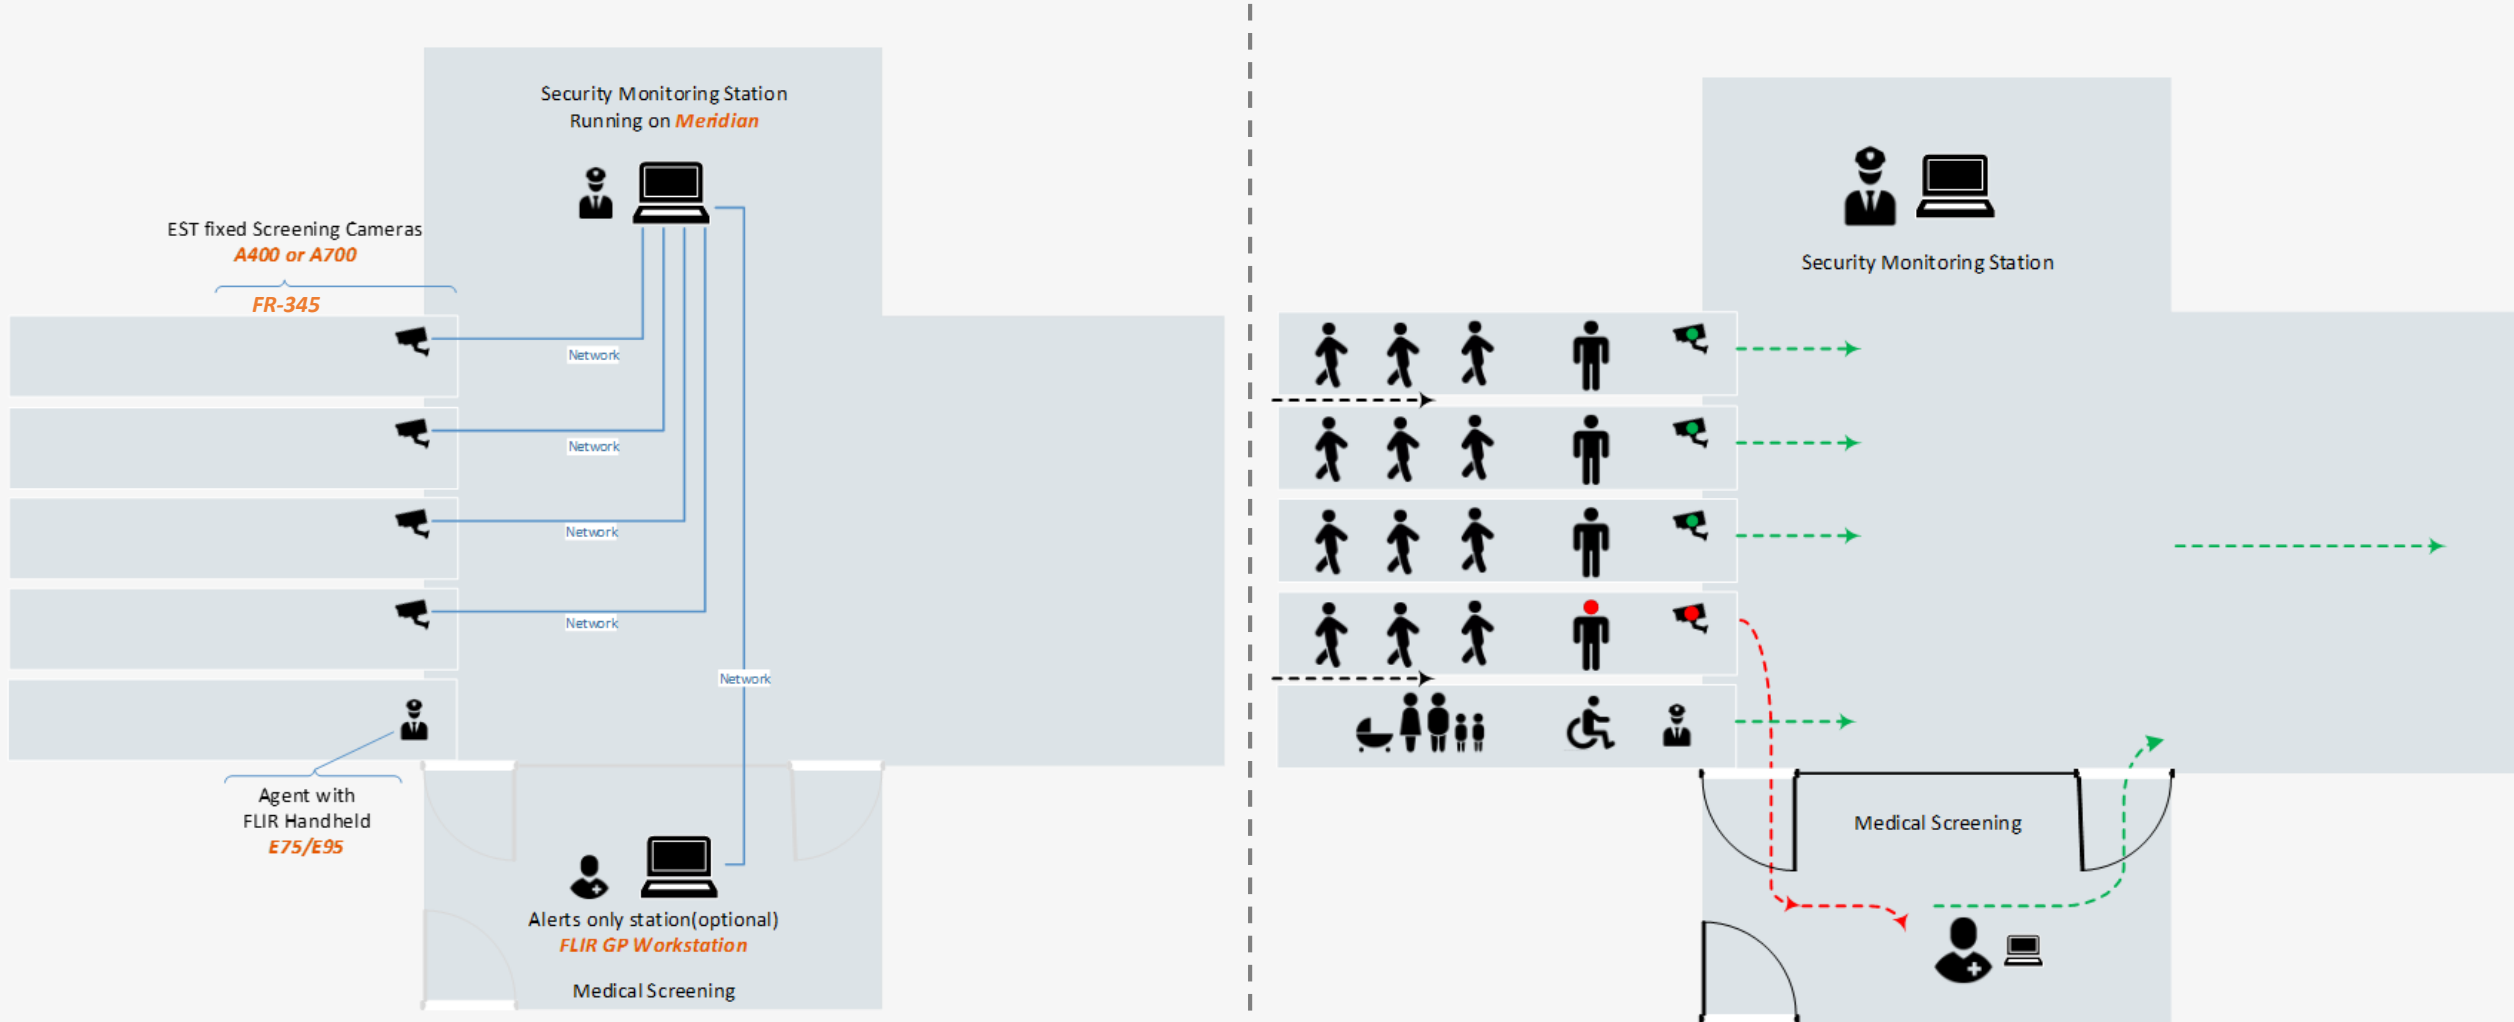 Security Monitoring Station
Running on Meridian
EST fixed Screening Cameras
A400 or A700
FR-345
Network
Network
Network
Network
Network
Agent with
FLIR Handheld
E75/E95
Alerts only station(optional)
FLIR GP Workstation
Medical Screening
Security Monitoring Station
Medical Screening